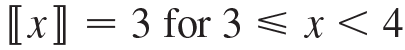 ⟦x⟧ = 3 for 3 ⩽ x < 4